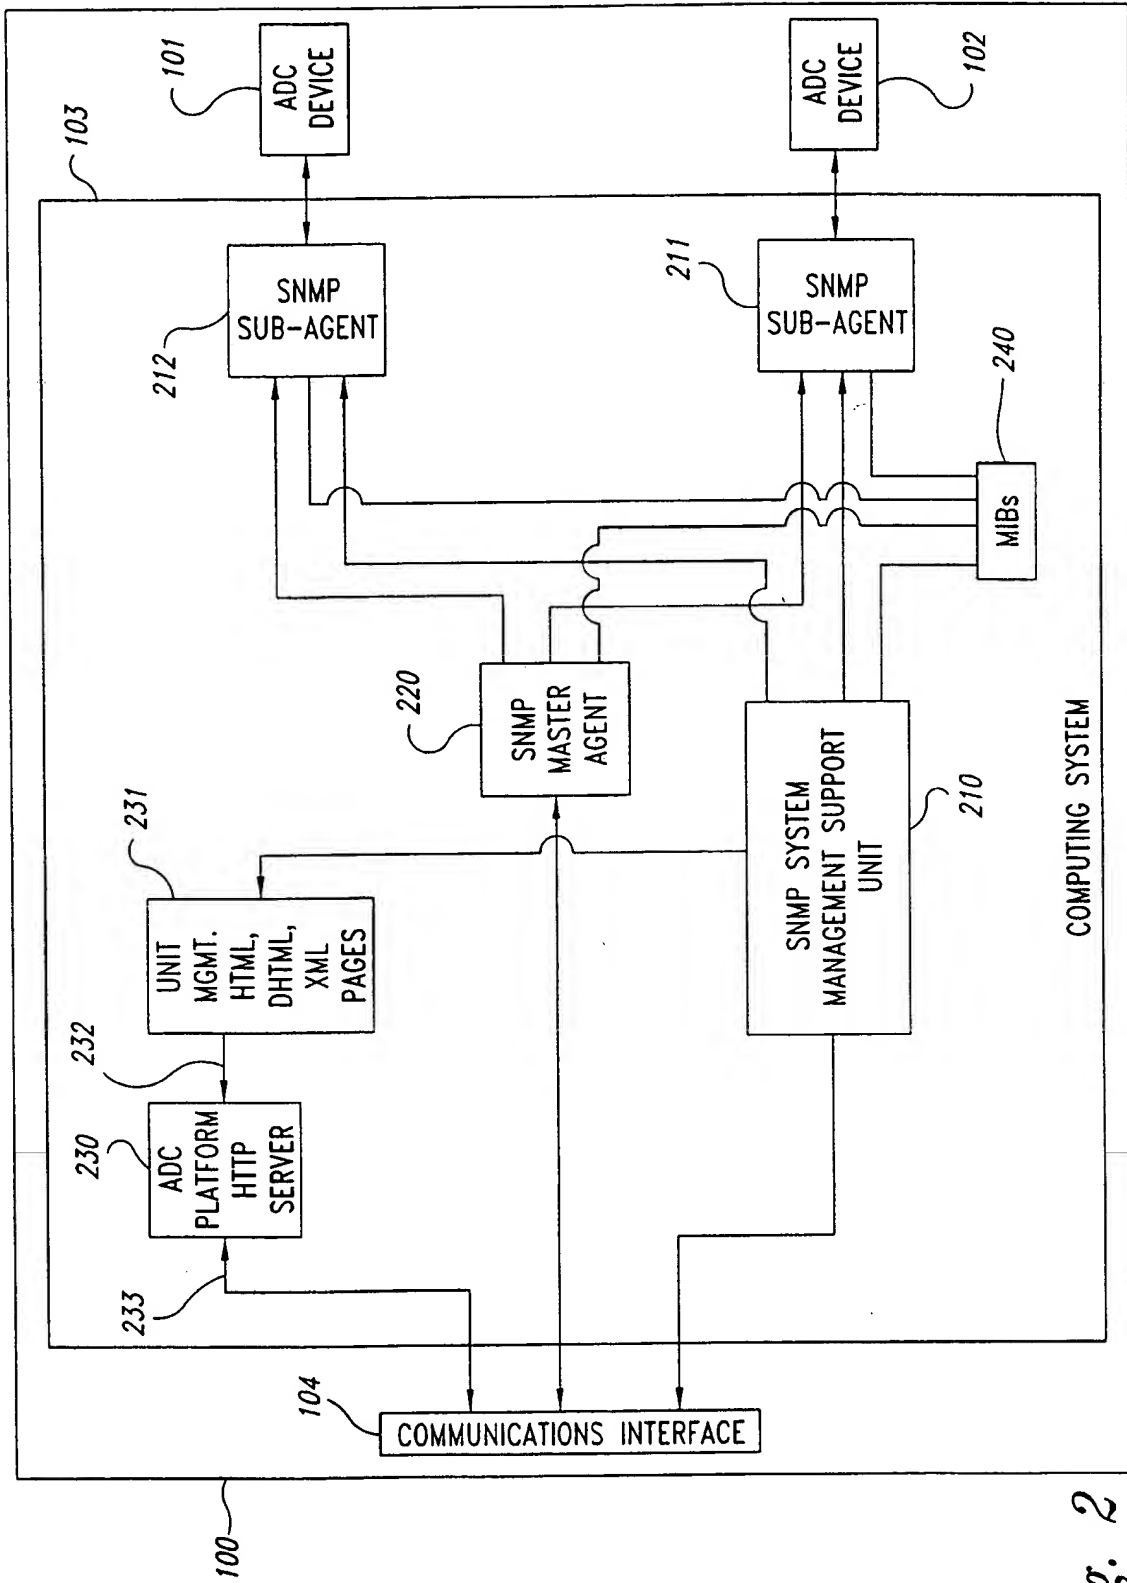 100
104
COMMUNICATIONS INTERFACE
233
230
ADC
PLATFORM
HTTP
SERVER
232
231
UNIT
MGMT.
HTML,
DHTML,
XML
PAGES
103
212
SNMP
SUB-AGENT
101
ADC
DEVICE
220
SNMP
MASTER
AGENT
211
SNMP
SUB-AGENT
102
ADC
DEVICE
SNMP SYSTEM
MANAGEMENT SUPPORT
UNIT
210
240
MIBs
COMPUTING SYSTEM
g. 2